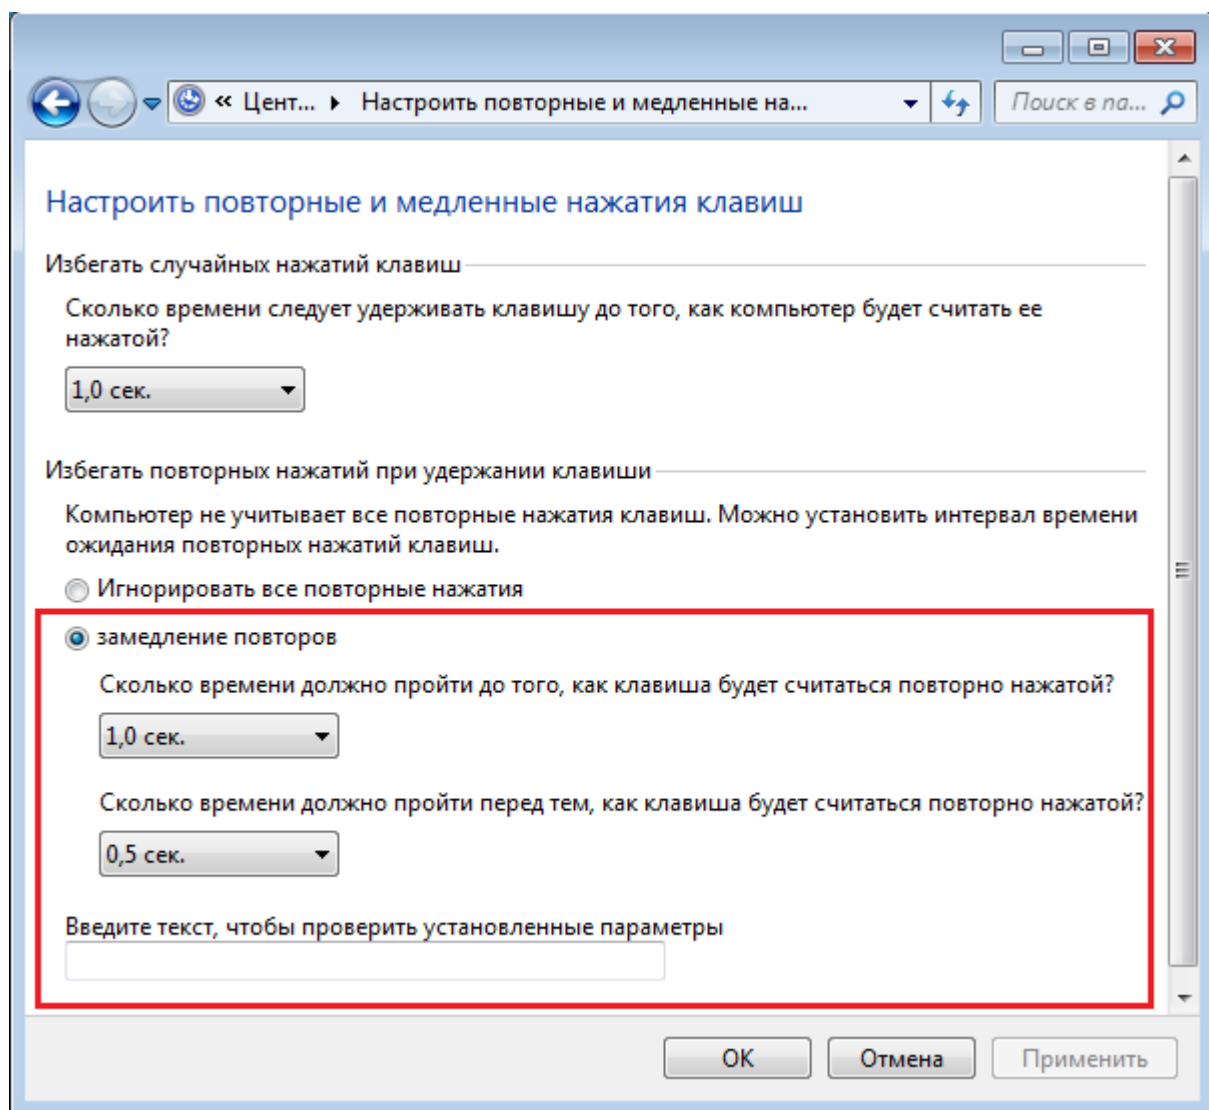 « Цент... Настроить повторные и медленные на... Поиск в па...
Настроить повторные и медленные нажатия клавиш
Избегать случайных нажатий клавиш
Сколько времени следует удерживать клавишу до того, как компьютер будет считать ее
нажатой?
1,0 сек.
Избегать повторных нажатий при удержании клавиши
Компьютер не учитывает все повторные нажатия клавиш. Можно установить интервал времени
ожидания повторных нажатий клавиш.
Игнорировать все повторные нажатия
замедление повторов
Сколько времени должно пройти до того, как клавиша будет считаться повторно нажатой?
1,0 сек.
Сколько времени должно пройти перед тем, как клавиша будет считаться повторно нажатой?
0,5 сек.
Введите текст, чтобы проверить установленные параметры
OK Отмена Применить